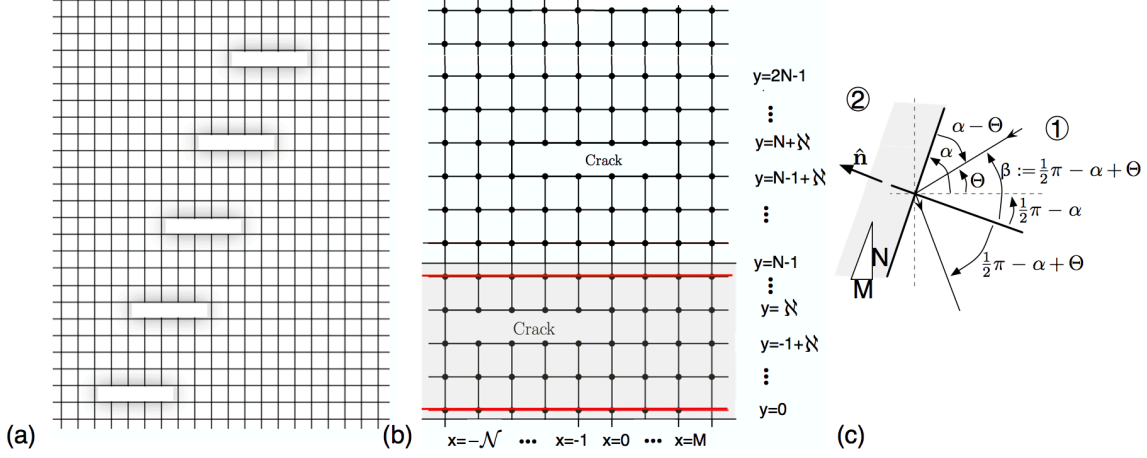 (a)
(b)
Crack
Crack
y=2N-1
⋮
y=N+ℵ
y=N-1+ℵ
⋮
y=N-1
⋮
y= ℵ
y=-1+ℵ
⋮
y=0
x=-𝒩 ••• x=-1 x=0 ••• x=M
(c)
②
①
n̂
α − Θ
α
Θ
β := ½π − α + Θ
½π − α
½π − α + Θ
N
M